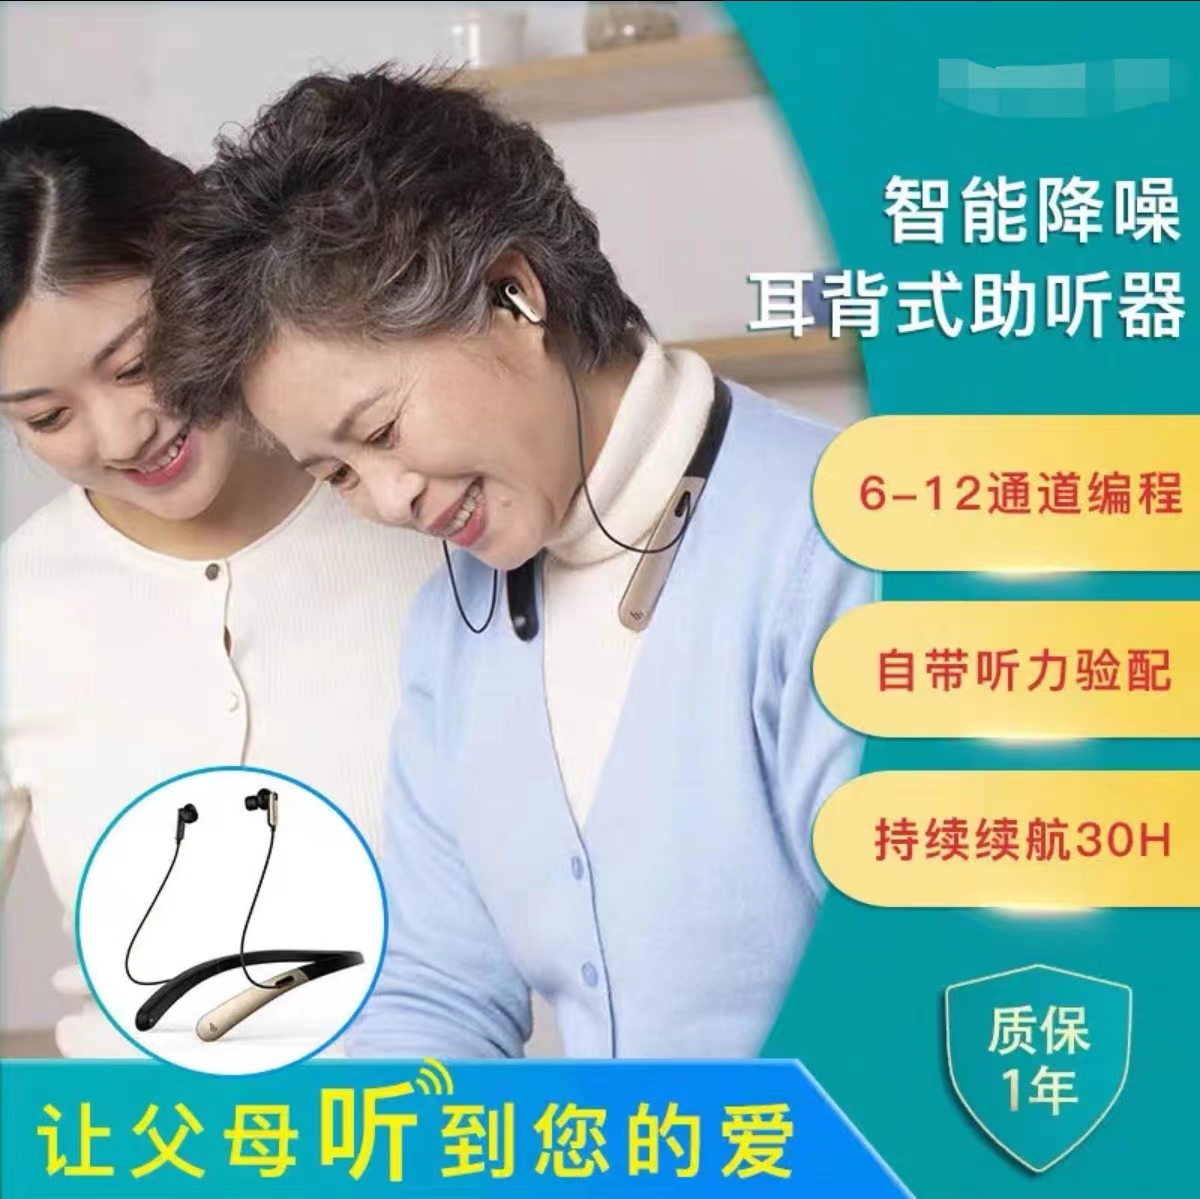 智能降噪
耳背式助听器
6-12通道编程
自带听力验配
持续续航30H
质保
1年
让父母听到您的爱